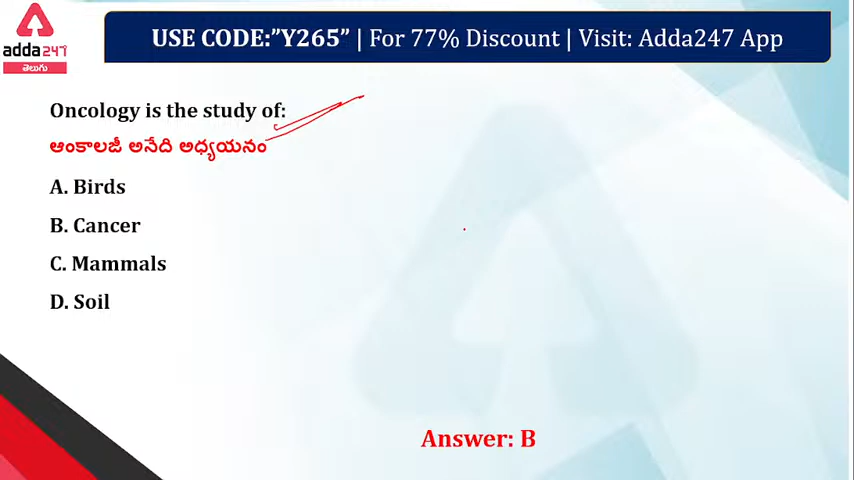 adda247
తెలుగు
USE CODE:”Y265” | For 77% Discount | Visit: Adda247 App
Oncology is the study of:
ఆంకాలజీ అనేది అధ్యయనం
A. Birds
B. Cancer
C. Mammals
D. Soil
Answer: B